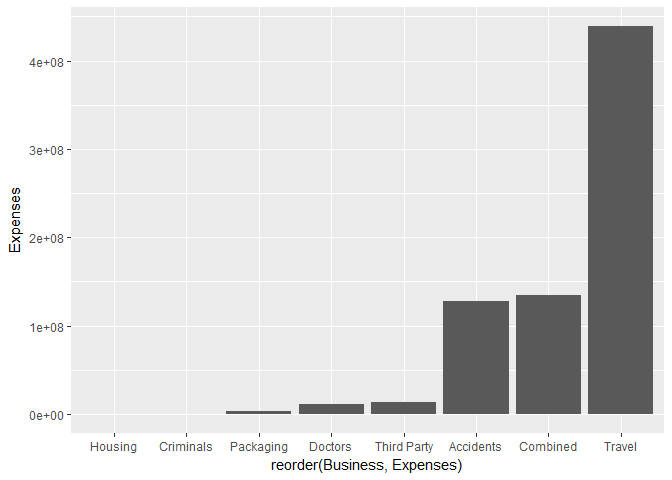 4e+08
3e+08
2e+08
1e+08
0e+00
Expenses
Housing Criminals Packaging Doctors Third Party Accidents Combined Travel
reorder(Business, Expenses)